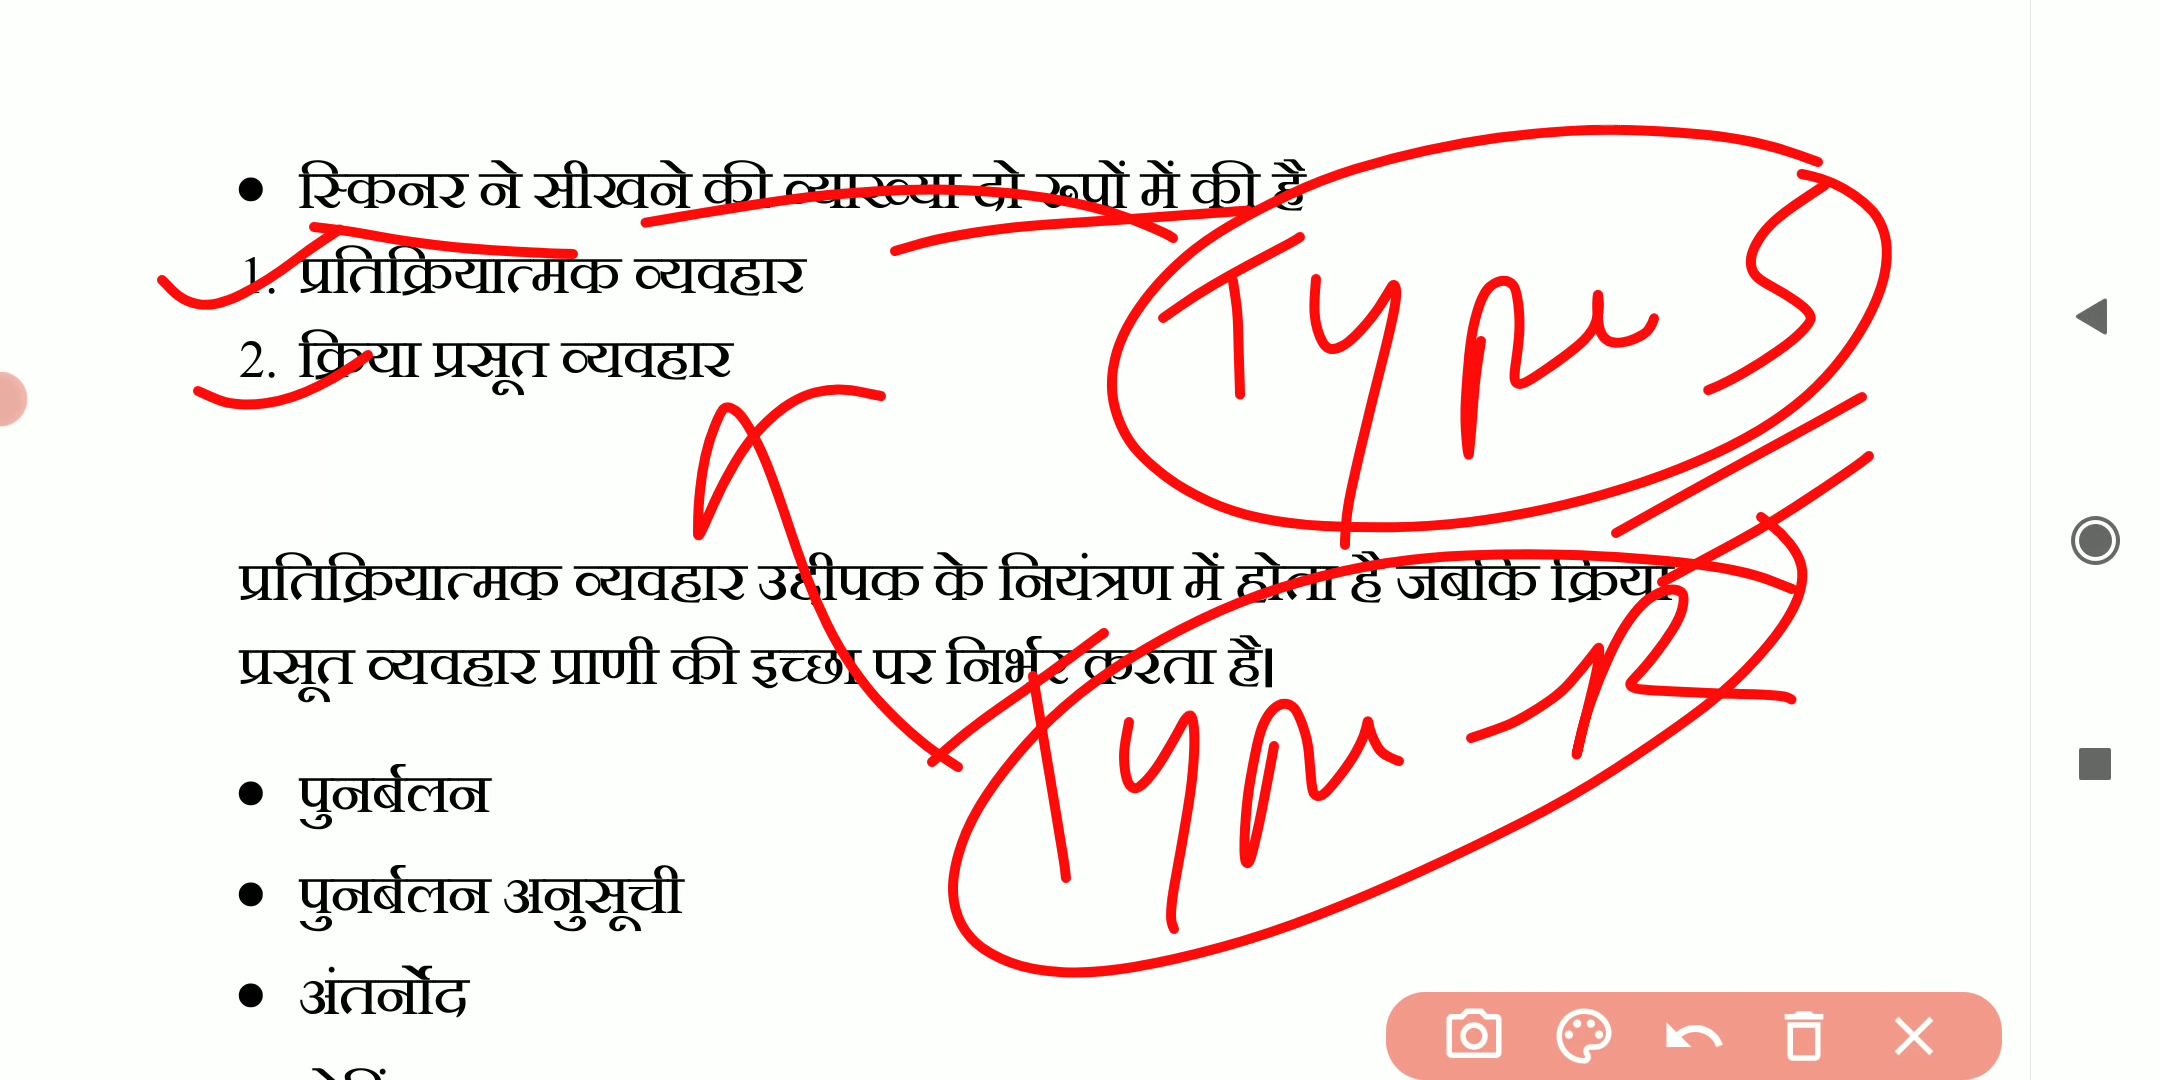 • स्किनर ने सीखने की व्याख्या दो रूपों में की है
1. प्रतिक्रियात्मक व्यवहार
2. क्रिया प्रसूत व्यवहार
Type S
प्रतिक्रियात्मक व्यवहार उद्दीपक के नियंत्रण में होता है जबकि क्रिया
प्रसूत व्यवहार प्राणी की इच्छा पर निर्भर करता है।
Type - R
• पुनर्बलन
• पुनर्बलन अनुसूची
• अंतर्नोद